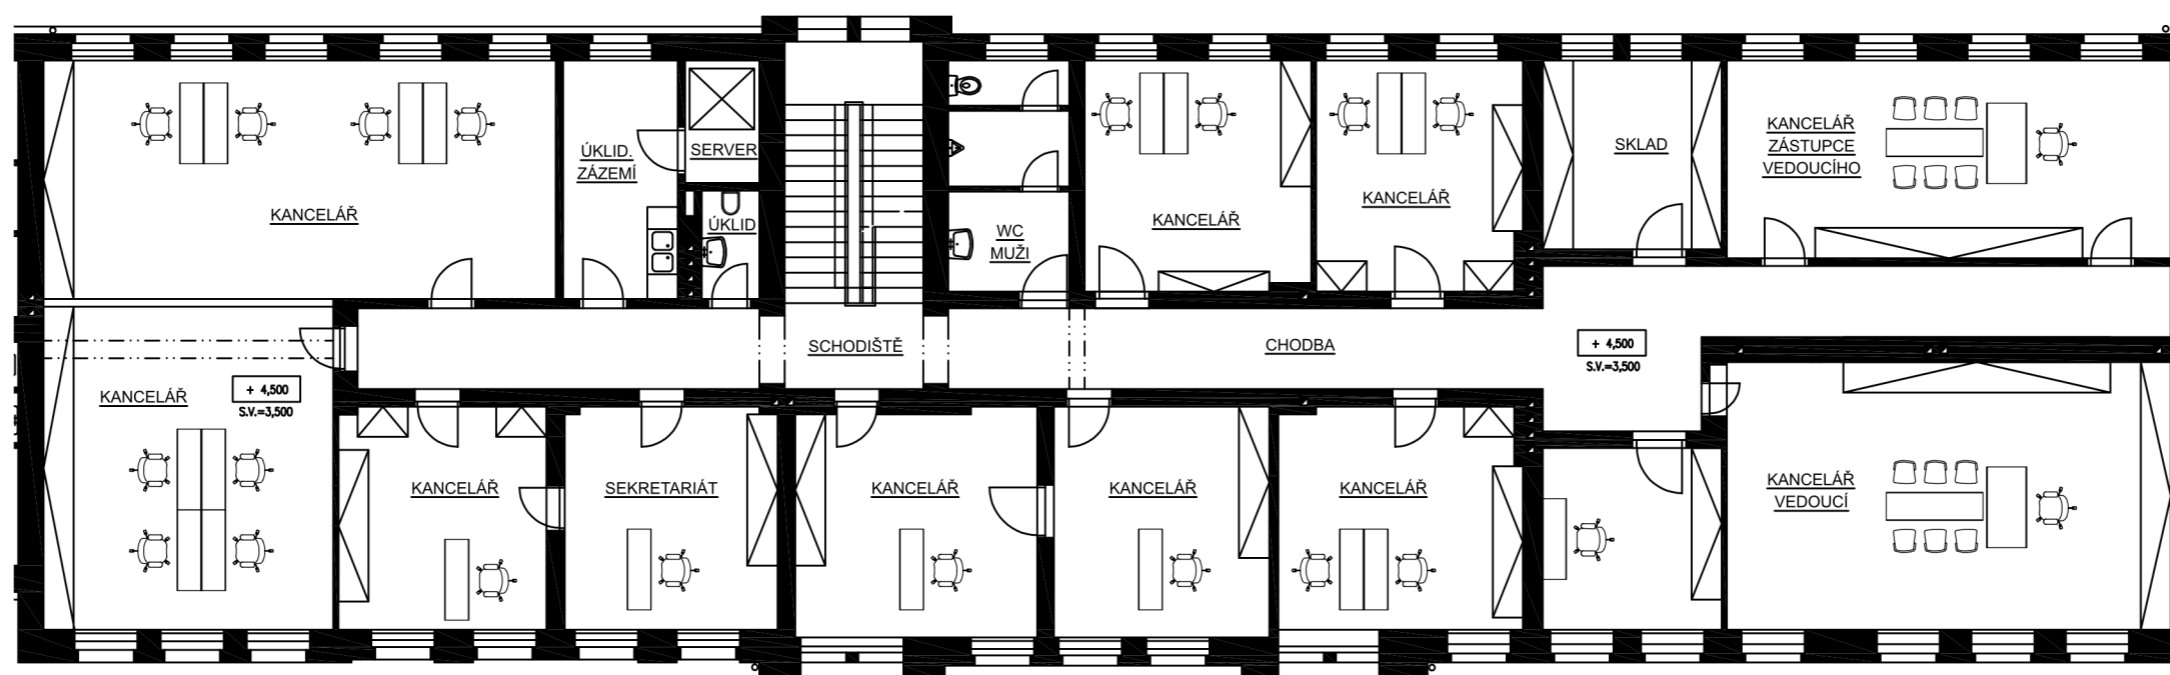 KANCELÁŘ
ÚKLID.
ZÁZEMÍ
SERVER
ÚKLID
WC
MUŽI
KANCELÁŘ
KANCELÁŘ
SKLAD
KANCELÁŘ
ZÁSTUPCE
VEDOUCÍHO
SCHODIŠTĚ
CHODBA
+ 4,500
S.V.=3,500
KANCELÁŘ
+ 4,500
S.V.=3,500
KANCELÁŘ
SEKRETARIÁT
KANCELÁŘ
KANCELÁŘ
KANCELÁŘ
KANCELÁŘ
VEDOUCÍ